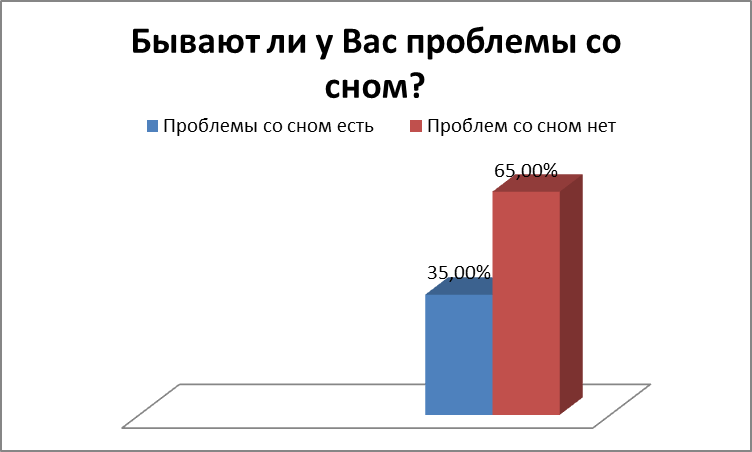 Бывают ли у Вас проблемы со
сном?
Проблемы со сном есть Проблем со сном нет
65,00%
35,00%